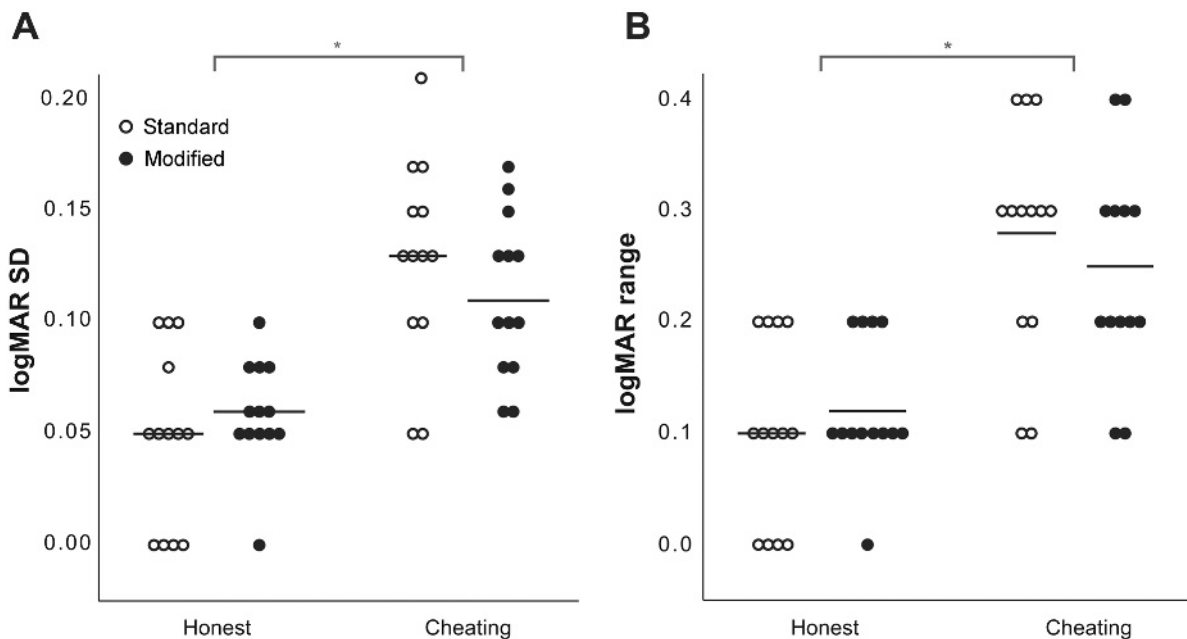 A
*
logMAR SD
0.20
0.15
0.10
0.05
0.00
Standard
Modified
Honest
Cheating
B
*
logMAR range
0.4
0.3
0.2
0.1
0.0
Honest
Cheating